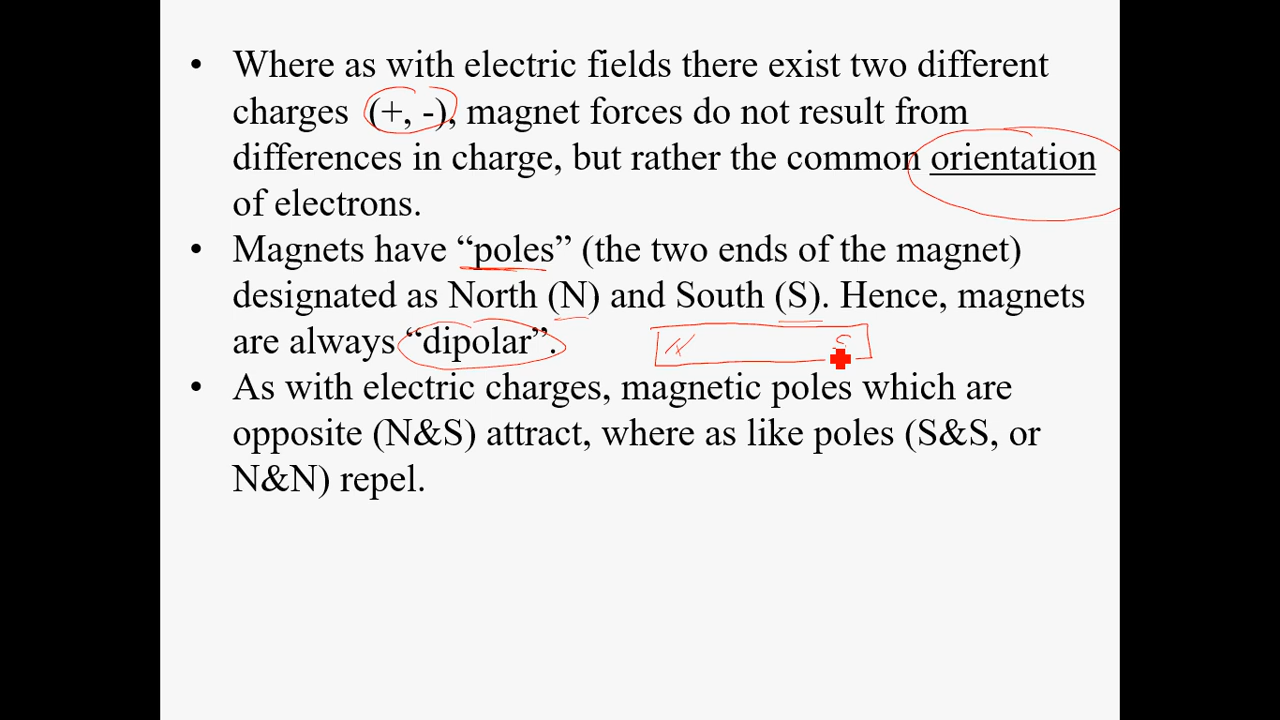 • Where as with electric fields there exist two different
charges (+, -), magnet forces do not result from
differences in charge, but rather the common orientation
of electrons.
• Magnets have “poles” (the two ends of the magnet)
designated as North (N) and South (S). Hence, magnets
are always “dipolar”. N S
• As with electric charges, magnetic poles which are
opposite (N&S) attract, where as like poles (S&S, or
N&N) repel.